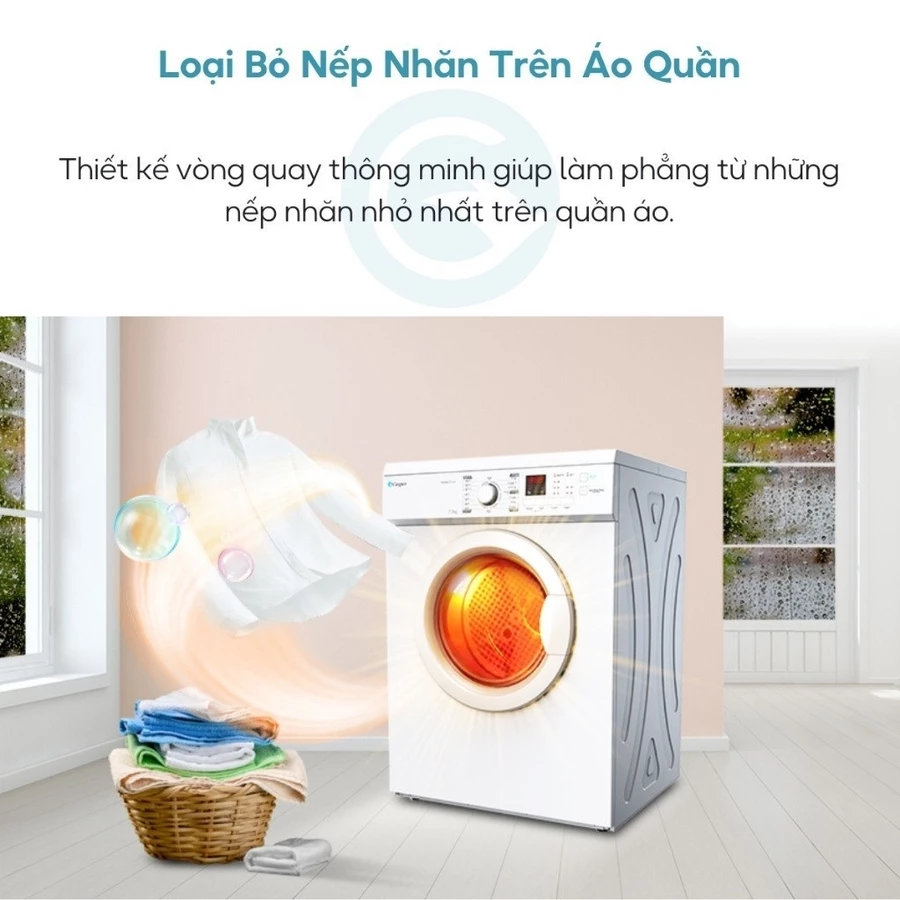 Loại Bỏ Nếp Nhăn Trên Áo Quần
Thiết kế vòng quay thông minh giúp làm phẳng từ những
nếp nhăn nhỏ nhất trên quần áo.
Casper